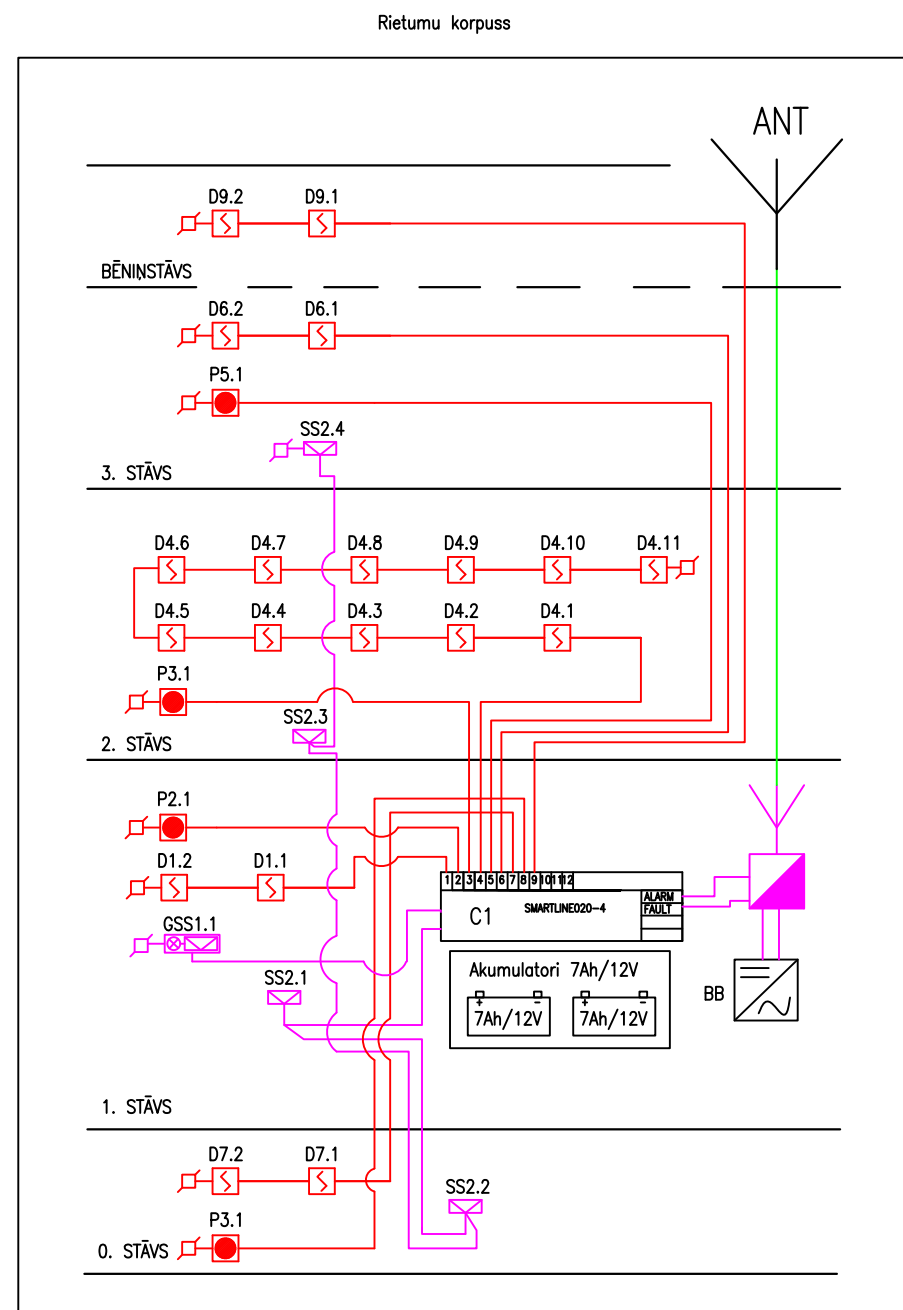 Rietumu korpuss
ANT
D9.2 D9.1
BĒNIŅSTĀVS
D6.2 D6.1
P5.1
SS2.4
3. STĀVS
D4.6 D4.7 D4.8 D4.9 D4.10 D4.11
D4.5 D4.4 D4.3 D4.2 D4.1
P3.1
SS2.3
2. STĀVS
P2.1
D1.2 D1.1
1 2 3 4 5 6 7 8 9 10 11 12
ALARM
C1 SMARTLINE020-4 FAULT
GSS1.1
SS2.1
Akumulatori 7Ah/12V
+ - + -
7Ah/12V 7Ah/12V
BB
1. STĀVS
D7.2 D7.1
SS2.2
P3.1
0. STĀVS